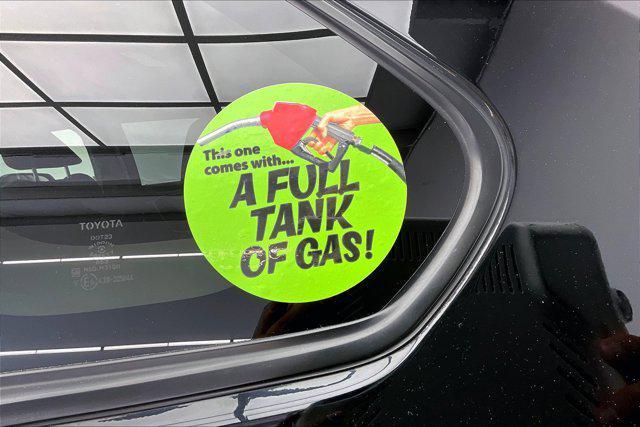 This one
comes with...
A FULL
TANK
OF GAS!
TOYOTA